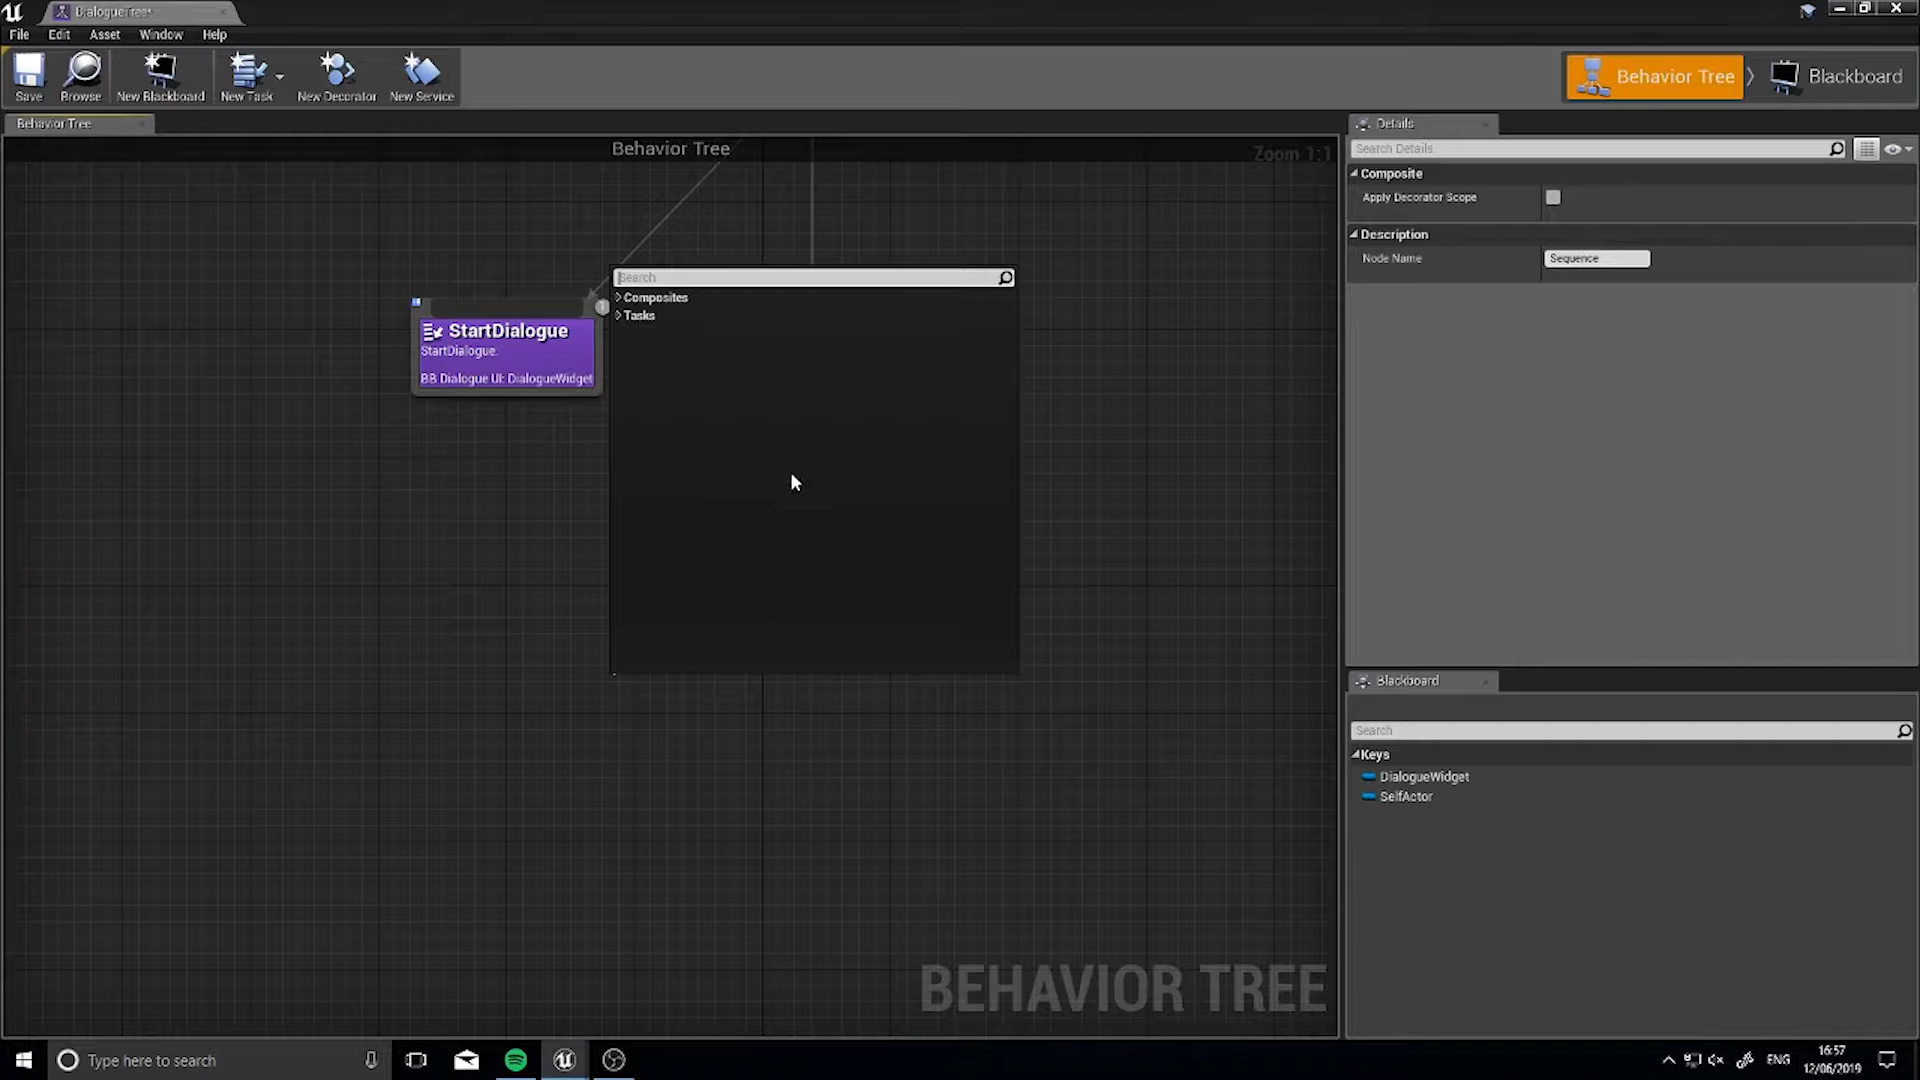 DialogueTree*
File Edit Asset Window Help
Save Browse New Blackboard New Task New Decorator New Service
Behavior Tree Blackboard
Behavior Tree
Behavior Tree
Zoom 1:1
Search
Composites
Tasks
1
StartDialogue
StartDialogue.
BB Dialogue UI: DialogueWidget
BEHAVIOR TREE
Details
Search Details
Composite
Apply Decorator Scope
Description
Node Name Sequence
Blackboard
Search
Keys
DialogueWidget
SelfActor
Type here to search
ENG
16:57
12/06/2019